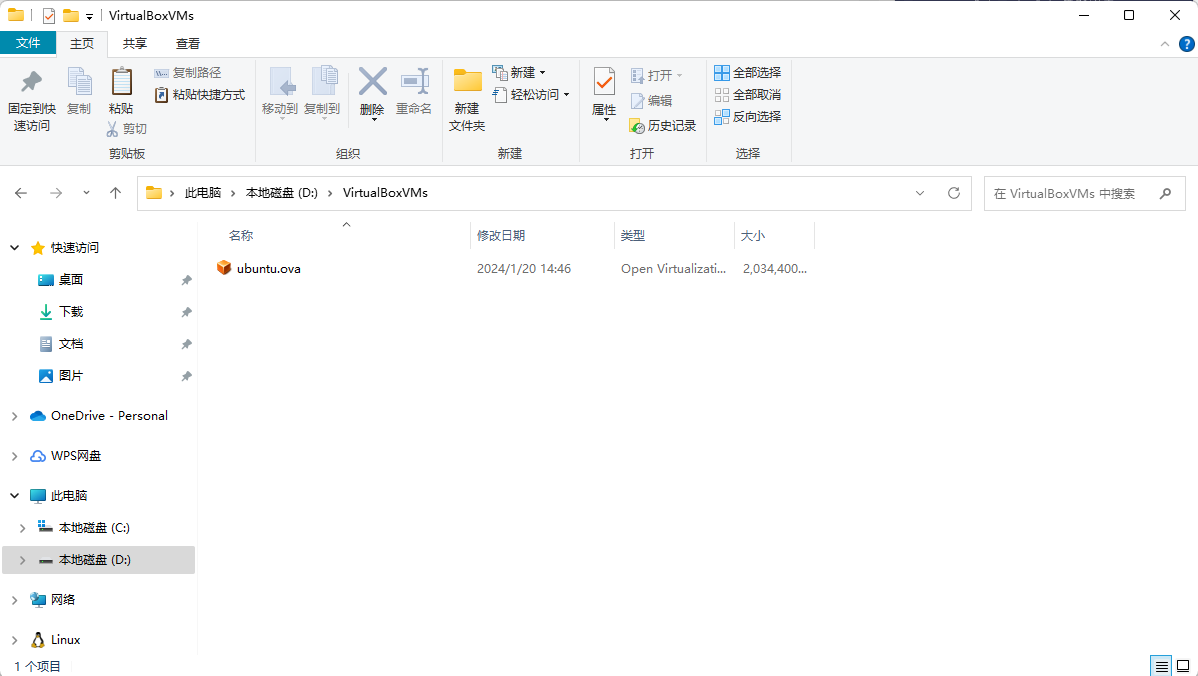 VirtualBoxVMs
文件
主页
共享
查看
固定到快
速访问
复制
粘贴
复制路径
粘贴快捷方式
剪切
剪贴板
移动到
复制到
删除
重命名
组织
新建
文件夹
新建
轻松访问
新建
属性
打开
编辑
历史记录
打开
全部选择
全部取消
反向选择
选择
此电脑
本地磁盘 (D:)
VirtualBoxVMs
在 VirtualBoxVMs 中搜索
名称
修改日期
类型
大小
ubuntu.ova
2024/1/20 14:46
Open Virtualizati...
2,034,400...
快速访问
桌面
下载
文档
图片
OneDrive - Personal
WPS网盘
此电脑
本地磁盘 (C:)
本地磁盘 (D:)
网络
Linux
1 个项目